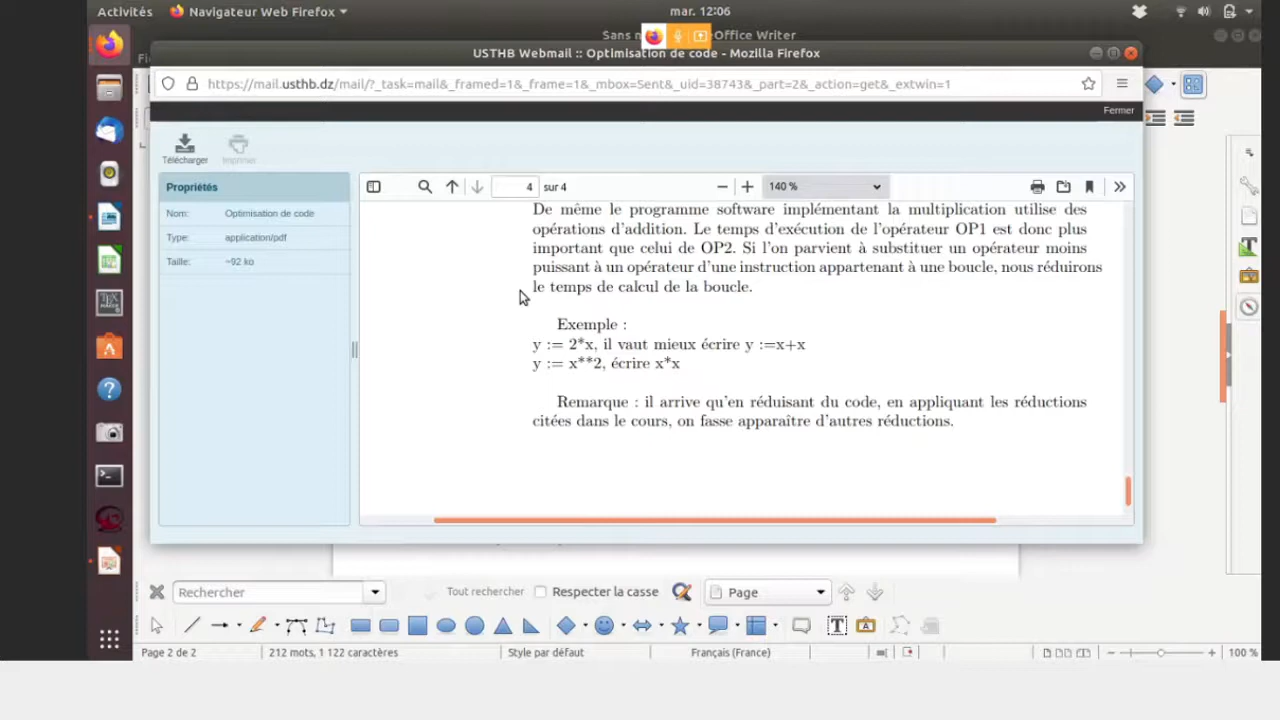 Activités
Navigateur Web Firefox
mar. 12:06
USTHB Webmail :: Optimisation de code - Mozilla Firefox
https://mail.usthb.dz/mail/?_task=mail&_framed=1&_frame=1&_mbox=Sent&_uid=38743&_part=2&_action=get&_extwin=1
Fermer
Télécharger
Imprimer
Propriétés
Nom: Optimisation de code
Type: application/pdf
Taille: ~92 ko
4 sur 4
140 %
De même le programme software implémentant la multiplication utilise des
opérations d'addition. Le temps d'exécution de l'opérateur OP1 est donc plus
important que celui de OP2. Si l'on parvient à substituer un opérateur moins
puissant à un opérateur d'une instruction appartenant à une boucle, nous réduirons
le temps de calcul de la boucle.
Exemple :
y := 2*x, il vaut mieux écrire y :=x+x
y := x**2, écrire x*x
Remarque : il arrive qu'en réduisant du code, en appliquant les réductions
citées dans le cours, on fasse apparaître d'autres réductions.
Rechercher
Tout rechercher
Respecter la casse
Page
Page 2 de 2
212 mots, 1 122 caractères
Style par défaut
Français (France)
100 %